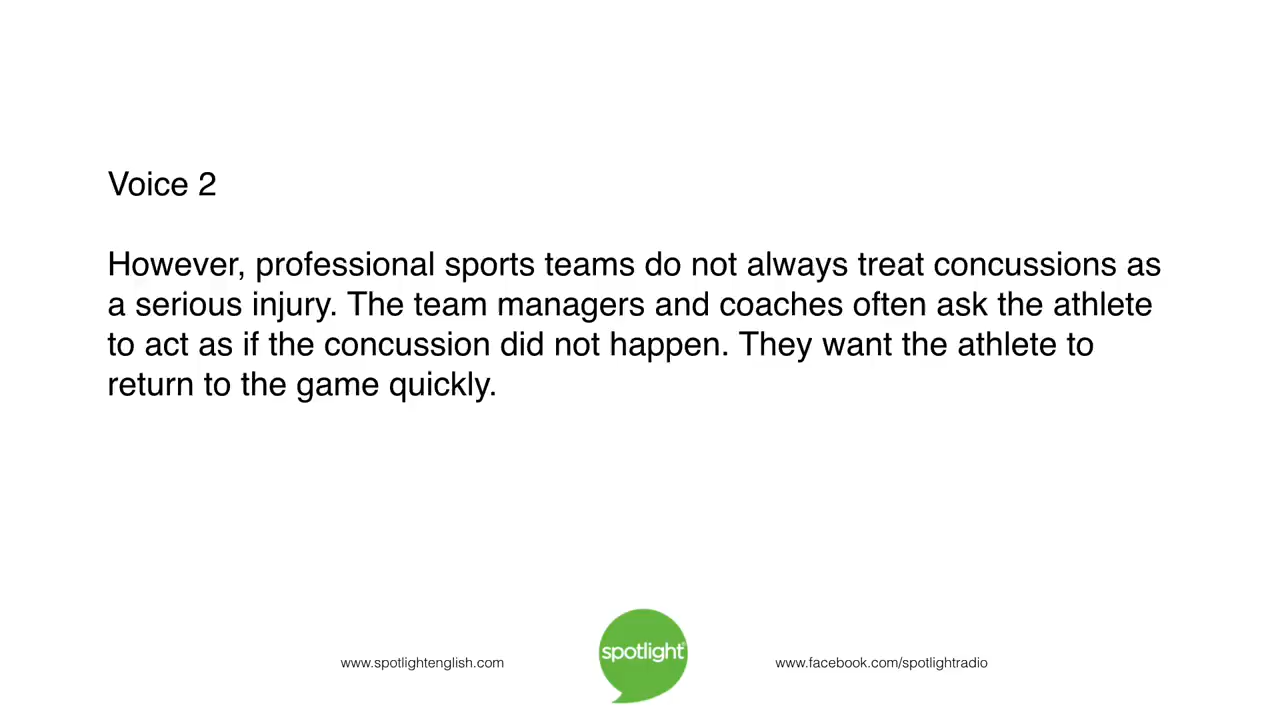 Voice 2
However, professional sports teams do not always treat concussions as
a serious injury. The team managers and coaches often ask the athlete
to act as if the concussion did not happen. They want the athlete to
return to the game quickly.
www.spotlightenglish.com
spotlight
www.facebook.com/spotlightradio